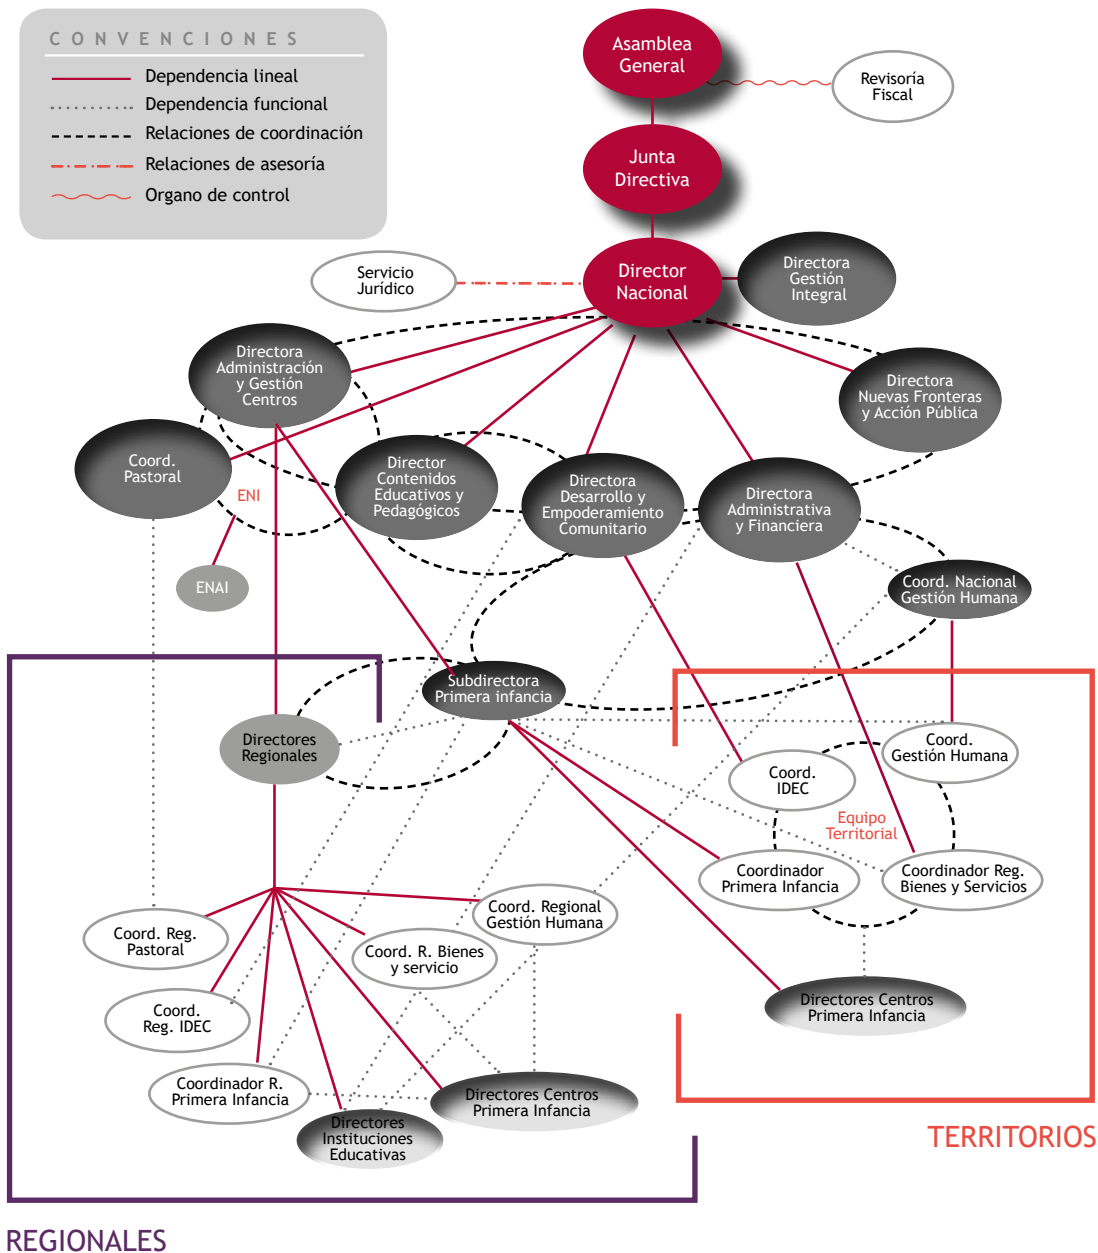 CONVENCIONES
Dependencia lineal
Dependencia funcional
Relaciones de coordinación
Relaciones de asesoría
Organo de control
Asamblea
General
Revisoría
Fiscal
Junta
Directiva
Servicio
Jurídico
Director
Nacional
Directora
Gestión
Integral
Directora
Administración
y Gestión
Centros
Directora
Nuevas Fronteras
y Acción Pública
Coord.
Pastoral
Director
Contenidos
Educativos y
Pedagógicos
Directora
Desarrollo y
Empoderamiento
Comunitario
Directora
Administrativa
y Financiera
ENI
ENAI
Coord. Nacional
Gestión Humana
Subdirectora
Primera infancia
Directores
Regionales
Coord.
Gestión Humana
Coord.
IDEC
Equipo
Territorial
Coordinador
Primera Infancia
Coordinador Reg.
Bienes y Servicios
Coord. Regional
Gestión Humana
Coord. Reg.
Pastoral
Coord. R. Bienes
y servicio
Coord.
Reg. IDEC
Directores Centros
Primera Infancia
Coordinador R.
Primera Infancia
Directores Centros
Primera Infancia
Directores
Instituciones
Educativas
TERRITORIOS
REGIONALES